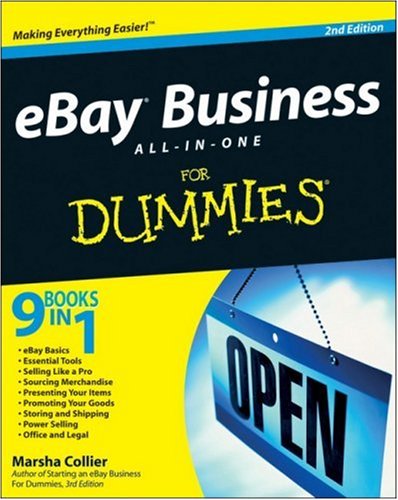 Making Everything Easier!™
2nd Edition
eBay® Business
ALL-IN-ONE
FOR
DUMMIES®
9 BOOKS IN 1
• eBay Basics
• Essential Tools
• Selling Like a Pro
• Sourcing Merchandise
• Presenting Your Items
• Promoting Your Goods
• Storing and Shipping
• Power Selling
• Office and Legal
Marsha Collier
Author of Starting an eBay Business
For Dummies, 3rd Edition
OPEN